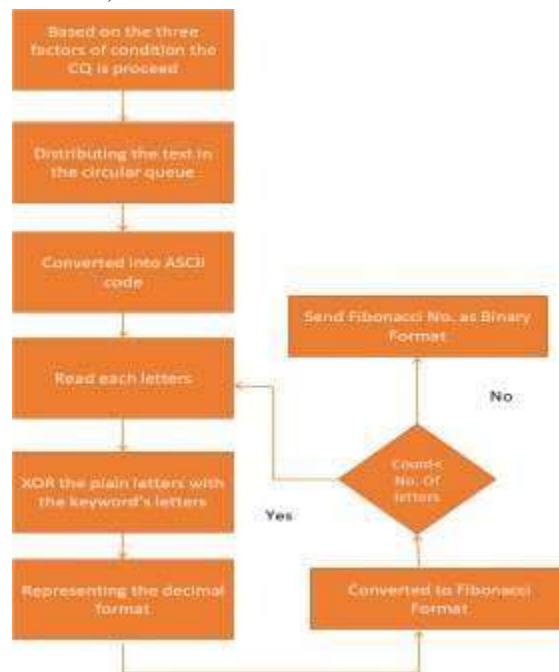 Based on the three
factors of condition the
CQ is proceed
Distributing the text in
the circular queue
Converted into ASCII
code
Read each letters
XOR the plain letters with
the keyword's letters
Representing the decimal
format
Converted to Fibonacci
Format
Count<
No. Of
letters
Yes
No
Send Fibonacci No. as Binary
Format